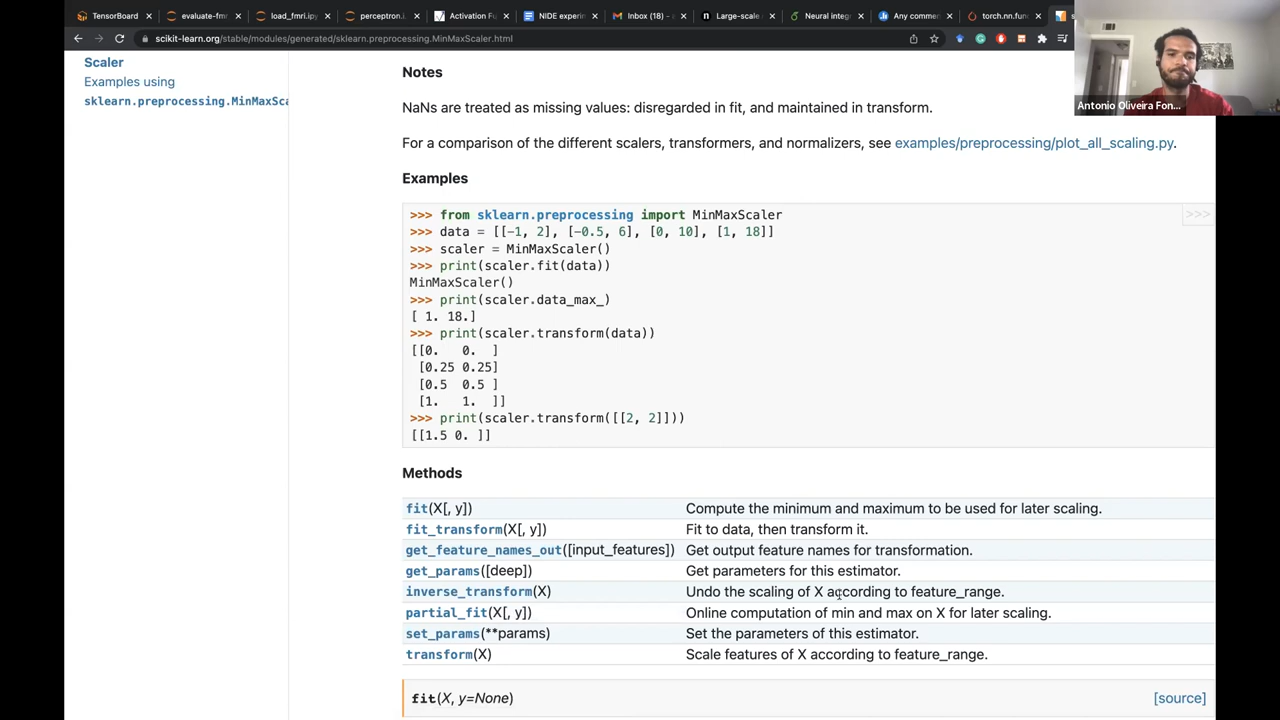 TensorBoard
evaluate-fmr
load_fmri.ipy
perceptron.i
Activation Fu
NIDE experim
Inbox (18) - a
Large-scale
Neural integr
Any commen
torch.nn.func
scikit-learn.org/stable/modules/generated/sklearn.preprocessing.MinMaxScaler.html
Antonio Oliveira Fon...
Scaler
Examples using
sklearn.preprocessing.MinMaxSca
Notes
NaNs are treated as missing values: disregarded in fit, and maintained in transform.
For a comparison of the different scalers, transformers, and normalizers, see examples/preprocessing/plot_all_scaling.py.
Examples
>>>
>>> from sklearn.preprocessing import MinMaxScaler
>>> data = [[-1, 2], [-0.5, 6], [0, 10], [1, 18]]
>>> scaler = MinMaxScaler()
>>> print(scaler.fit(data))
MinMaxScaler()
>>> print(scaler.data_max_)
[ 1. 18.]
>>> print(scaler.transform(data))
[[0.   0.  ]
[0.25 0.25]
[0.5  0.5 ]
[1.   1.  ]]
>>> print(scaler.transform([[2, 2]]))
[[1.5 0. ]]
Methods
fit(X[, y]) Compute the minimum and maximum to be used for later scaling.
fit_transform(X[, y]) Fit to data, then transform it.
get_feature_names_out([input_features]) Get output feature names for transformation.
get_params([deep]) Get parameters for this estimator.
inverse_transform(X) Undo the scaling of X according to feature_range.
partial_fit(X[, y]) Online computation of min and max on X for later scaling.
set_params(**params) Set the parameters of this estimator.
transform(X) Scale features of X according to feature_range.
fit(X, y=None) [source]